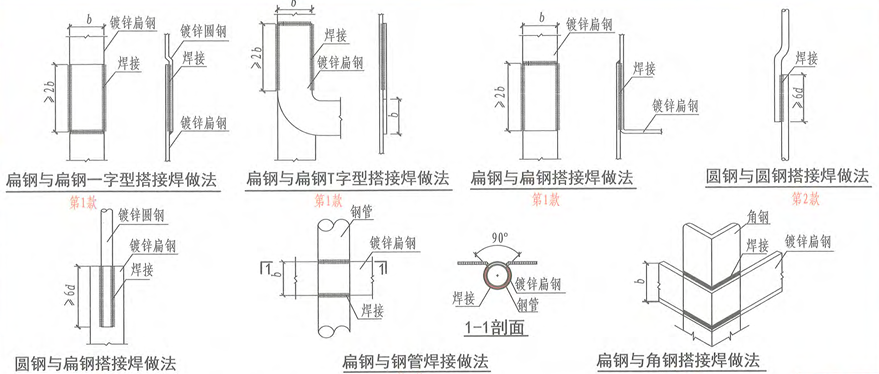 b
镀锌扁钢
镀锌圆钢
焊接
焊接
≥2b
镀锌扁钢
扁钢与扁钢一字型搭接焊做法
第1款
b
焊接
镀锌扁钢
≥2b
b
扁钢与扁钢T字型搭接焊做法
第1款
b
镀锌扁钢
焊接
≥2b
镀锌扁钢
扁钢与扁钢搭接焊做法
第1款
焊接
≥6d
圆钢与圆钢搭接焊做法
第2款
镀锌圆钢
镀锌扁钢
焊接
≥6d
圆钢与扁钢搭接焊做法
钢管
镀锌扁钢
1
1
b
焊接
扁钢与钢管焊接做法
90°
镀锌扁钢
焊接
钢管
1-1剖面
角钢
焊接
镀锌扁钢
b
扁钢与角钢搭接焊做法